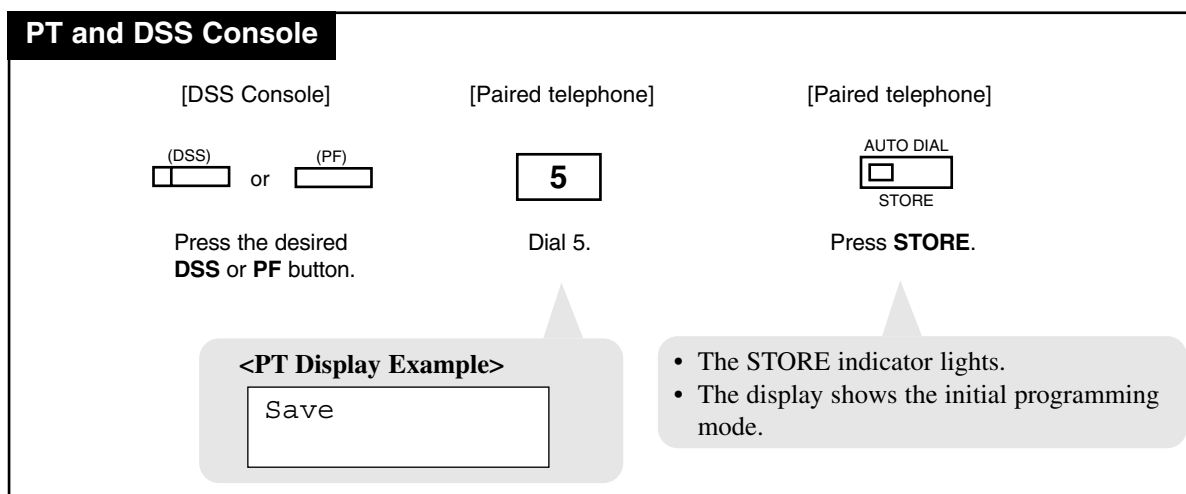 PT and DSS Console
[DSS Console]
[Paired telephone]
[Paired telephone]
(DSS)
or
(PF)
5
AUTO DIAL
STORE
Press the desired
DSS or PF button.
Dial 5.
Press STORE.
<PT Display Example>
Save
• The STORE indicator lights.
• The display shows the initial programming
mode.